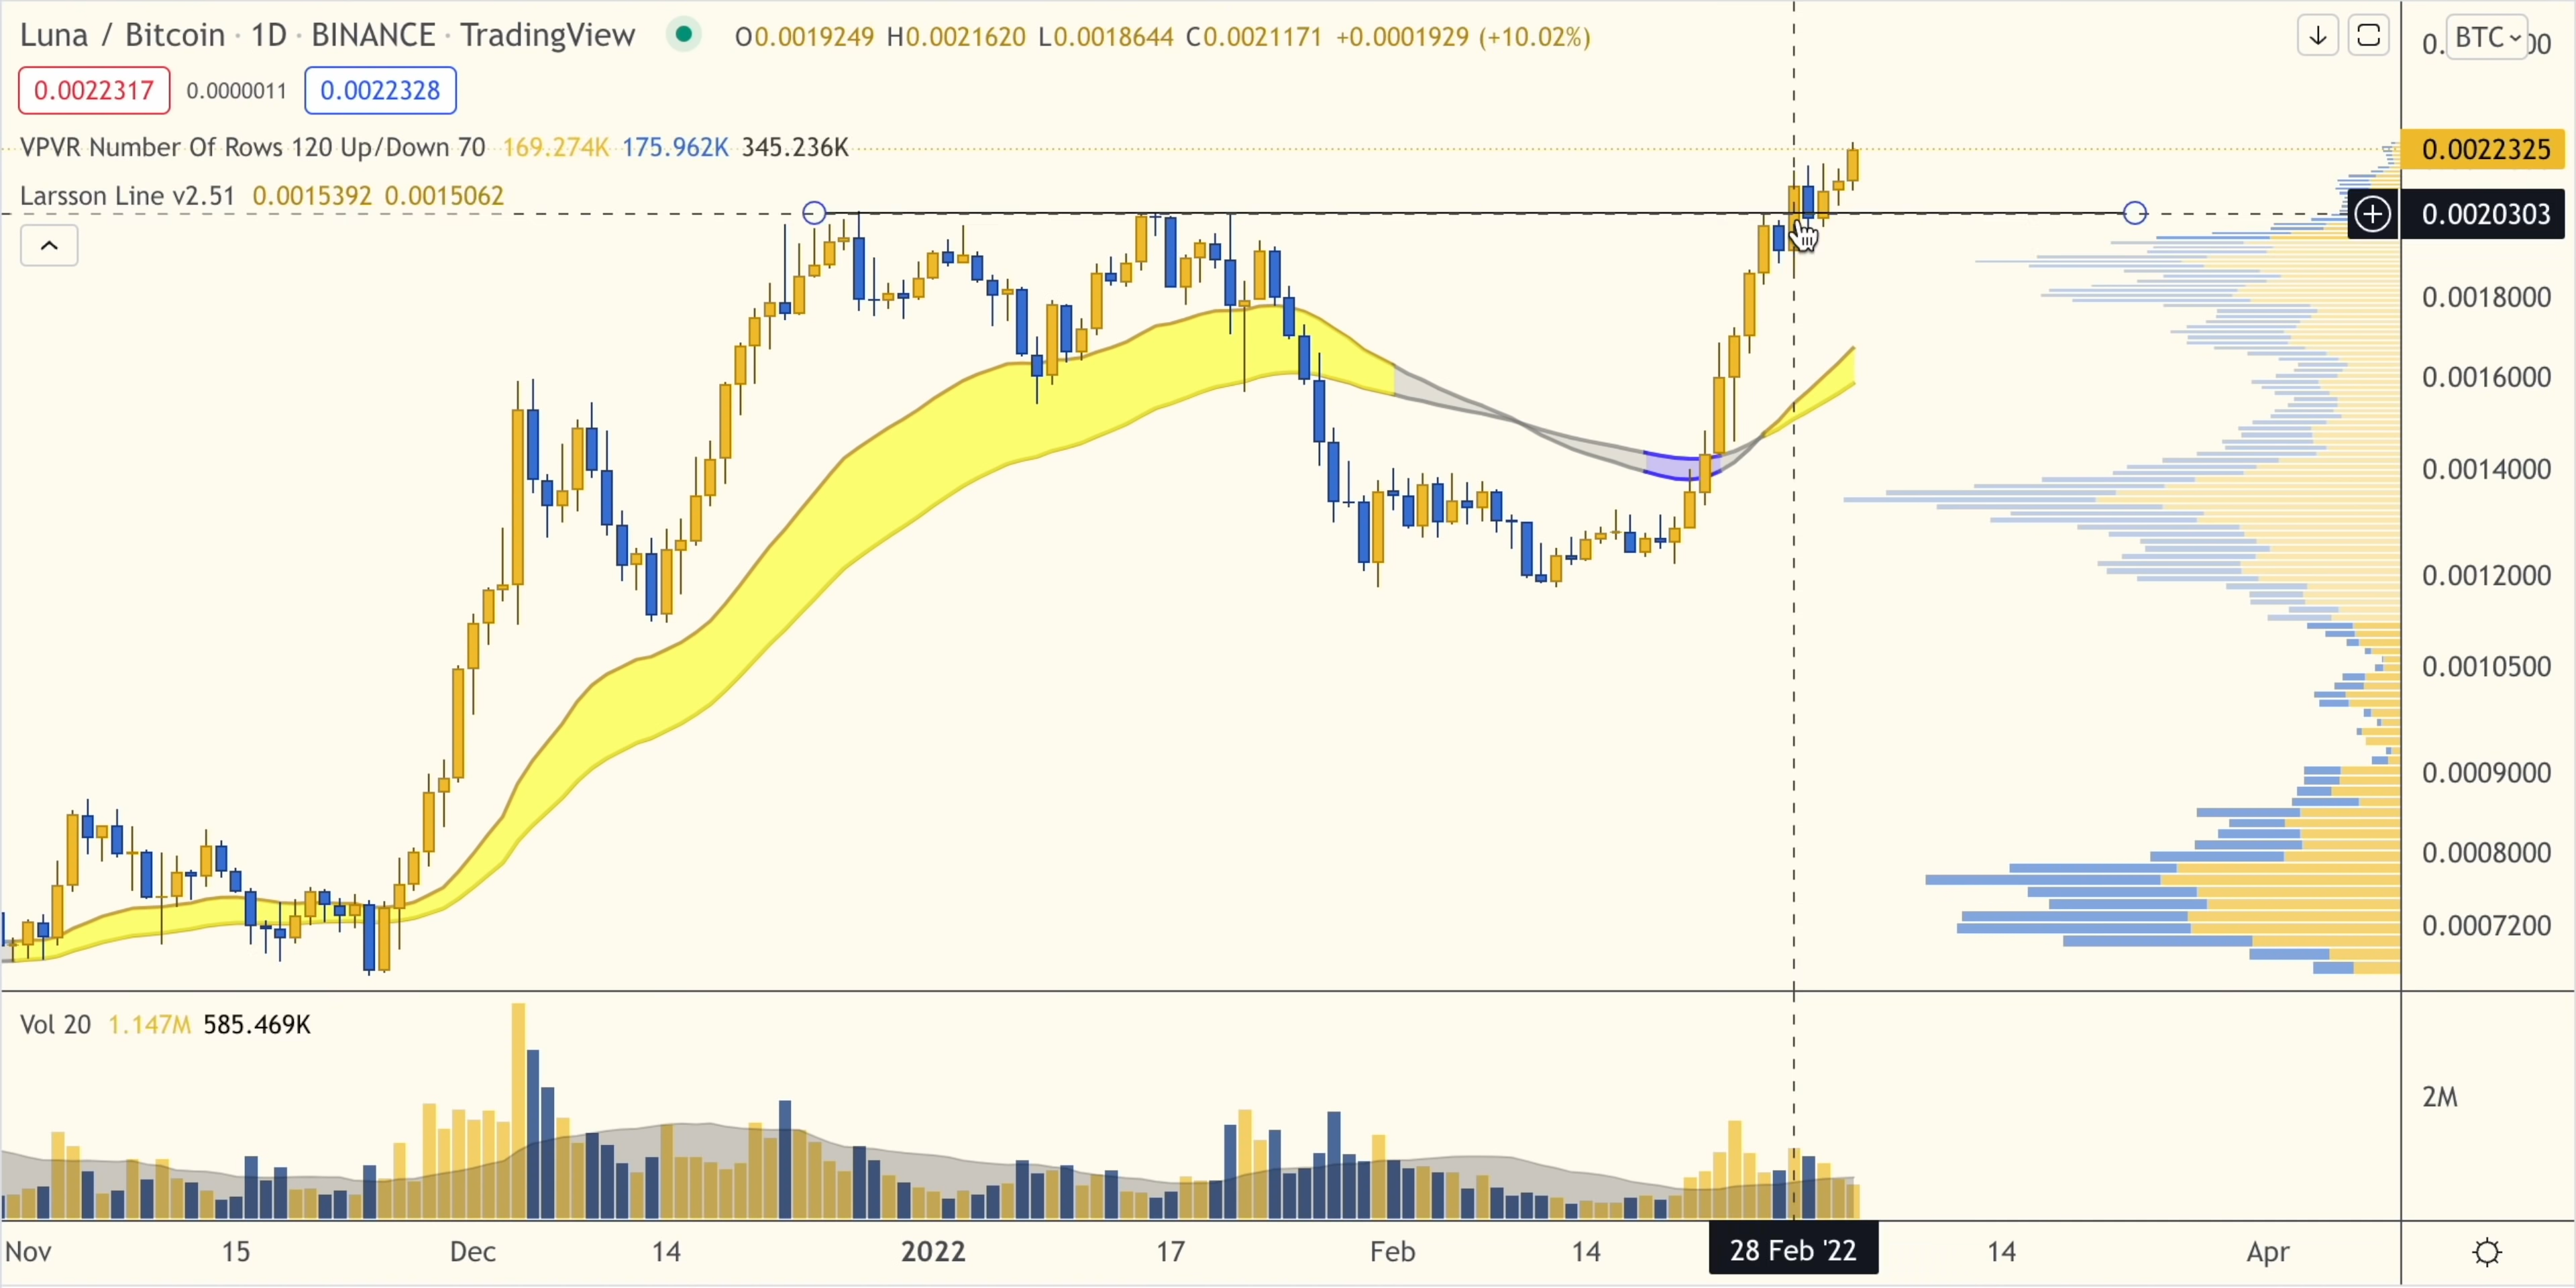 Luna / Bitcoin · 1D · BINANCE · TradingView O0.0019249 H0.0021620 L0.0018644 C0.0021171 +0.0001929 (+10.02%)
BTC
0.0022317 0.0000011 0.0022328
VPVR Number Of Rows 120 Up/Down 70 169.274K 175.962K 345.236K
0.0022325
Larsson Line v2.51 0.0015392 0.0015062
0.0020303
0.0018000
0.0016000
0.0014000
0.0012000
0.0010500
0.0009000
0.0008000
0.0007200
Vol 20 1.147M 585.469K
2M
Nov 15 Dec 14 2022 17 Feb 14 28 Feb '22 14 Apr